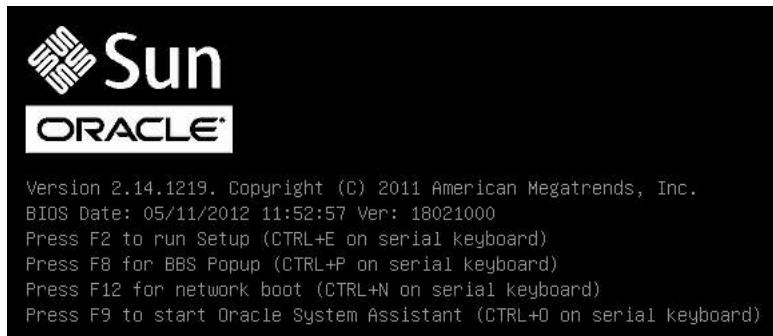 Sun
ORACLE®
Version 2.14.1219. Copyright (C) 2011 American Megatrends, Inc.
BIOS Date: 05/11/2012 11:52:57 Ver: 18021000
Press F2 to run Setup (CTRL+E on serial keyboard)
Press F8 for BBS Popup (CTRL+P on serial keyboard)
Press F12 for network boot (CTRL+N on serial keyboard)
Press F9 to start Oracle System Assistant (CTRL+O on serial keyboard)